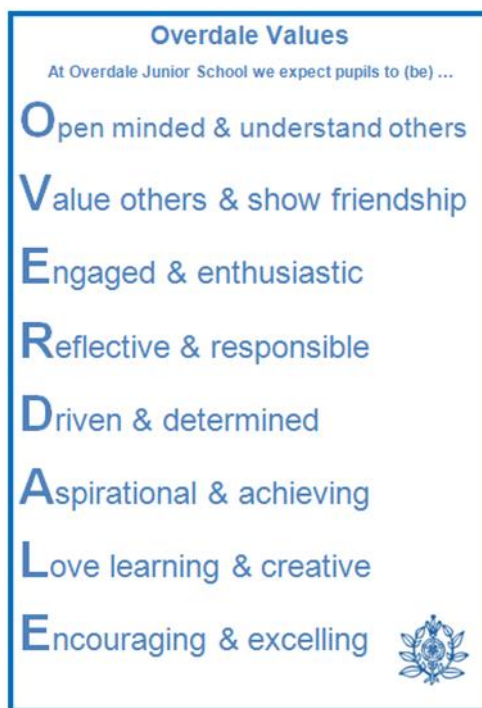 Overdale Values
At Overdale Junior School we expect pupils to (be) ...
Open minded & understand others
Value others & show friendship
Engaged & enthusiastic
Reflective & responsible
Driven & determined
Aspirational & achieving
Love learning & creative
Encouraging & excelling